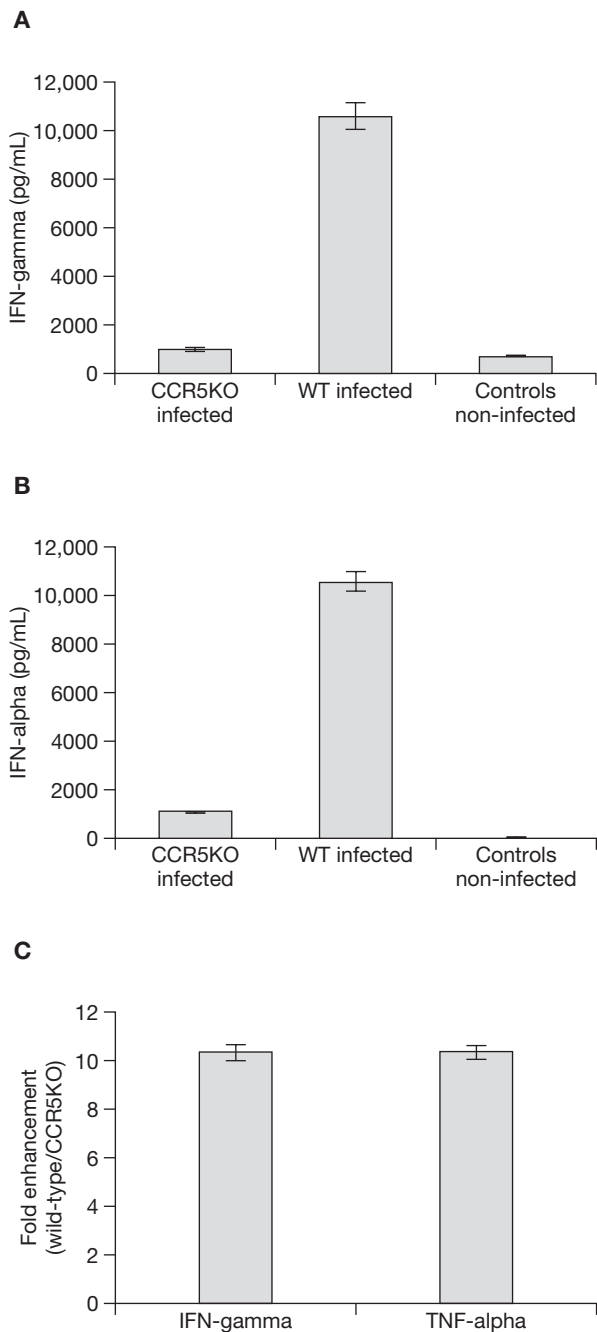 A
12,000
10,000
8000
6000
4000
2000
0
IFN-gamma (pg/mL)
CCR5KO
infected
WT infected
Controls
non-infected
B
12,000
10,000
8000
6000
4000
2000
0
IFN-alpha (pg/mL)
CCR5KO
infected
WT infected
Controls
non-infected
C
12
10
8
6
4
2
0
Fold enhancement
(wild-type/CCR5KO)
IFN-gamma
TNF-alpha